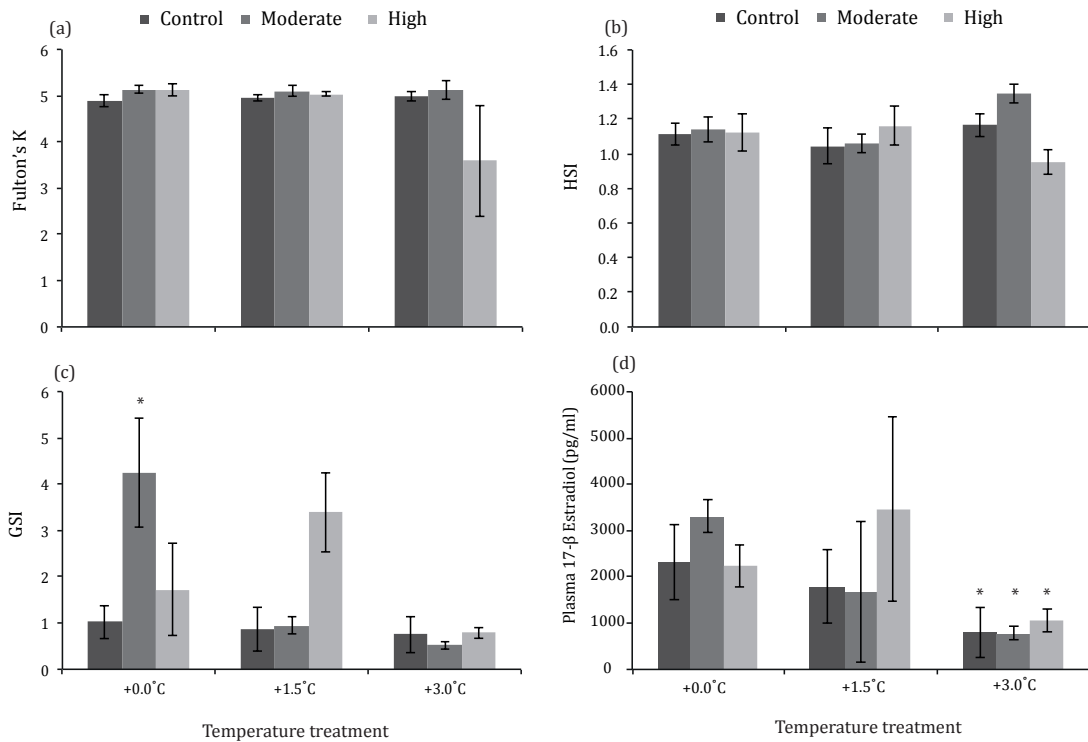 Control Moderate High
(a)
6
5
4
3
2
1
0
Fulton's K
Control Moderate High
(b)
1.6
1.4
1.2
1.0
0.8
0.6
0.4
0.2
0.0
HSI
(c)
6
5
4
3
2
1
0
GSI
*
+0.0˚C +1.5˚C +3.0˚C
Temperature treatment
(d)
6000
5000
4000
3000
2000
1000
0
Plasma 17-β Estradiol (pg/ml)
* * *
+0.0˚C +1.5˚C +3.0˚C
Temperature treatment